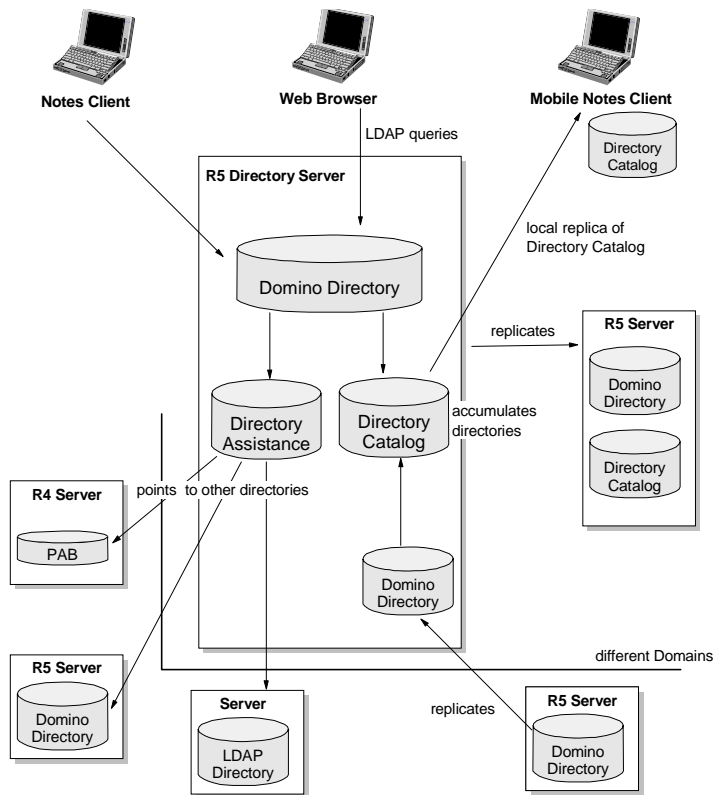 Notes Client
Web Browser
Mobile Notes Client
LDAP queries
Directory
Catalog
R5 Directory Server
local replica of
Directory Catalog
Domino Directory
replicates
R5 Server
Domino
Directory
Directory
Catalog
Directory
Assistance
Directory
Catalog
accumulates
directories
points to other directories
R4 Server
PAB
Domino
Directory
different Domains
R5 Server
Domino
Directory
Server
LDAP
Directory
replicates
R5 Server
Domino
Directory